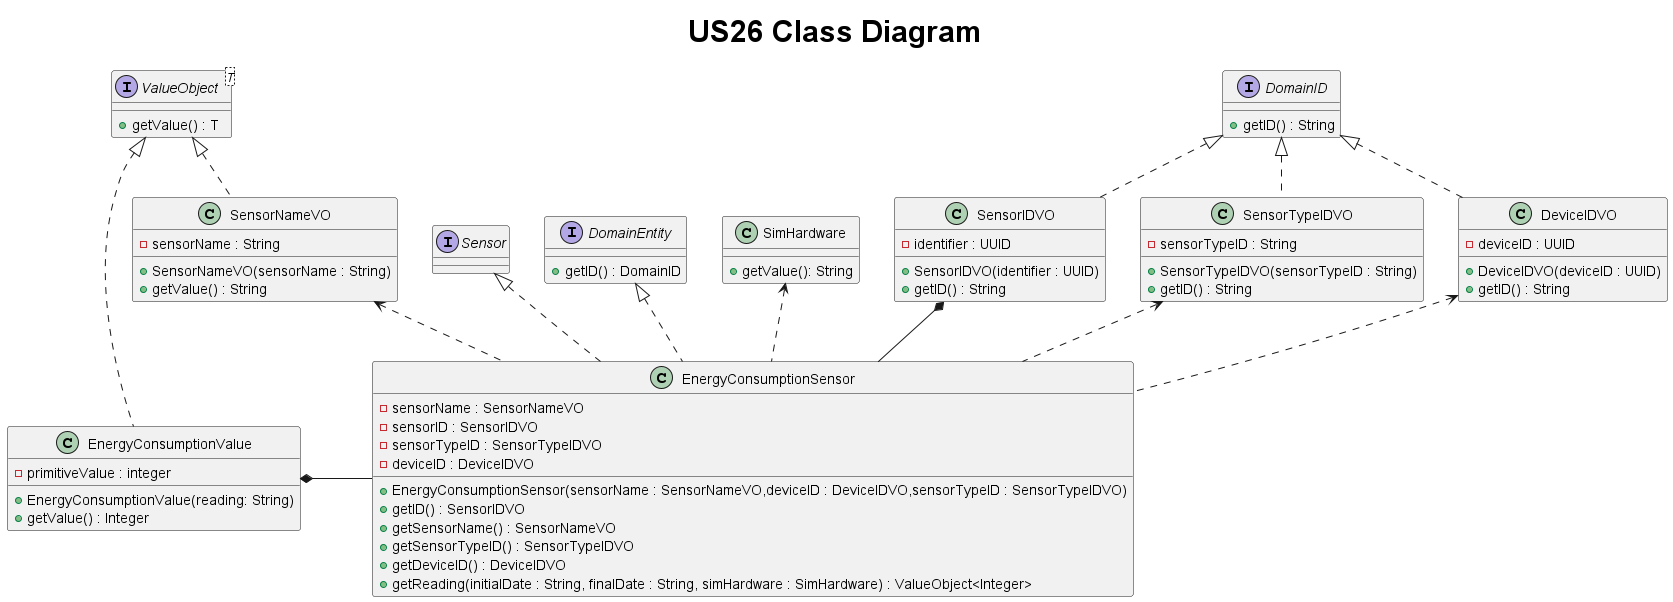 US26 Class Diagram
I ValueObject T
getValue() : T
I DomainID
getID() : String
C SensorNameVO
sensorName : String
SensorNameVO(sensorName : String)
getValue() : String
I Sensor
I DomainEntity
getID() : DomainID
C SimHardware
getValue(): String
C SensorIDVO
identifier : UUID
SensorIDVO(identifier : UUID)
getID() : String
C SensorTypeIDVO
sensorTypeID : String
SensorTypeIDVO(sensorTypeID : String)
getID() : String
C DeviceIDVO
deviceID : UUID
DeviceIDVO(deviceID : UUID)
getID() : String
C EnergyConsumptionValue
primitiveValue : integer
EnergyConsumptionValue(reading: String)
getValue() : Integer
C EnergyConsumptionSensor
sensorName : SensorNameVO
sensorID : SensorIDVO
sensorTypeID : SensorTypeIDVO
deviceID : DeviceIDVO
EnergyConsumptionSensor(sensorName : SensorNameVO,deviceID : DeviceIDVO,sensorTypeID : SensorTypeIDVO)
getID() : SensorIDVO
getSensorName() : SensorNameVO
getSensorTypeID() : SensorTypeIDVO
getDeviceID() : DeviceIDVO
getReading(initialDate : String, finalDate : String, simHardware : SimHardware) : ValueObject<Integer>